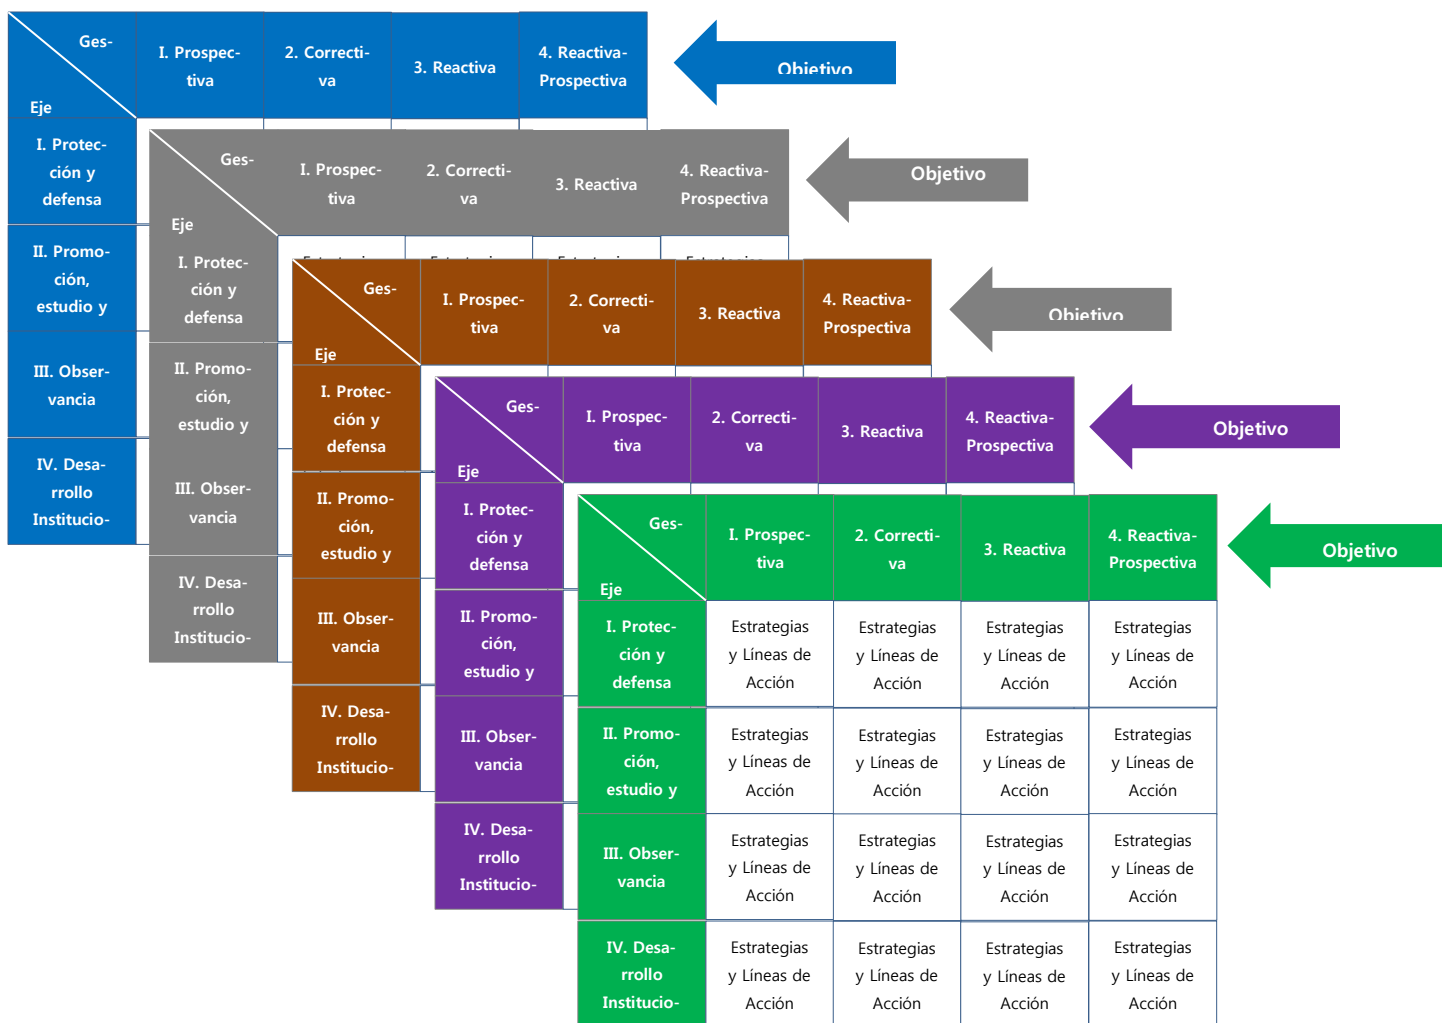 Ges-
Eje
I. Prospec-
tiva
2. Correcti-
va
3. Reactiva
4. Reactiva-
Prospectiva
Objetivo
I. Protec-
ción y
defensa
II. Promo-
ción,
estudio y
III. Obser-
vancia
IV. Desa-
rrollo
Institucio-
Ges-
Eje
I. Prospec-
tiva
2. Correcti-
va
3. Reactiva
4. Reactiva-
Prospectiva
Objetivo
I. Protec-
ción y
defensa
II. Promo-
ción,
estudio y
III. Obser-
vancia
IV. Desa-
rrollo
Institucio-
Ges-
Eje
I. Prospec-
tiva
2. Correcti-
va
3. Reactiva
4. Reactiva-
Prospectiva
Objetivo
I. Protec-
ción y
defensa
II. Promo-
ción,
estudio y
III. Obser-
vancia
IV. Desa-
rrollo
Institucio-
Ges-
Eje
I. Prospec-
tiva
2. Correcti-
va
3. Reactiva
4. Reactiva-
Prospectiva
Objetivo
I. Protec-
ción y
defensa
II. Promo-
ción,
estudio y
III. Obser-
vancia
IV. Desa-
rrollo
Institucio-
Ges-
Eje
I. Prospec-
tiva
2. Correcti-
va
3. Reactiva
4. Reactiva-
Prospectiva
Objetivo
I. Protec-
ción y
defensa
Estrategias
y Líneas de
Acción
Estrategias
y Líneas de
Acción
Estrategias
y Líneas de
Acción
Estrategias
y Líneas de
Acción
II. Promo-
ción,
estudio y
Estrategias
y Líneas de
Acción
Estrategias
y Líneas de
Acción
Estrategias
y Líneas de
Acción
Estrategias
y Líneas de
Acción
III. Obser-
vancia
Estrategias
y Líneas de
Acción
Estrategias
y Líneas de
Acción
Estrategias
y Líneas de
Acción
Estrategias
y Líneas de
Acción
IV. Desa-
rrollo
Institucio-
Estrategias
y Líneas de
Acción
Estrategias
y Líneas de
Acción
Estrategias
y Líneas de
Acción
Estrategias
y Líneas de
Acción